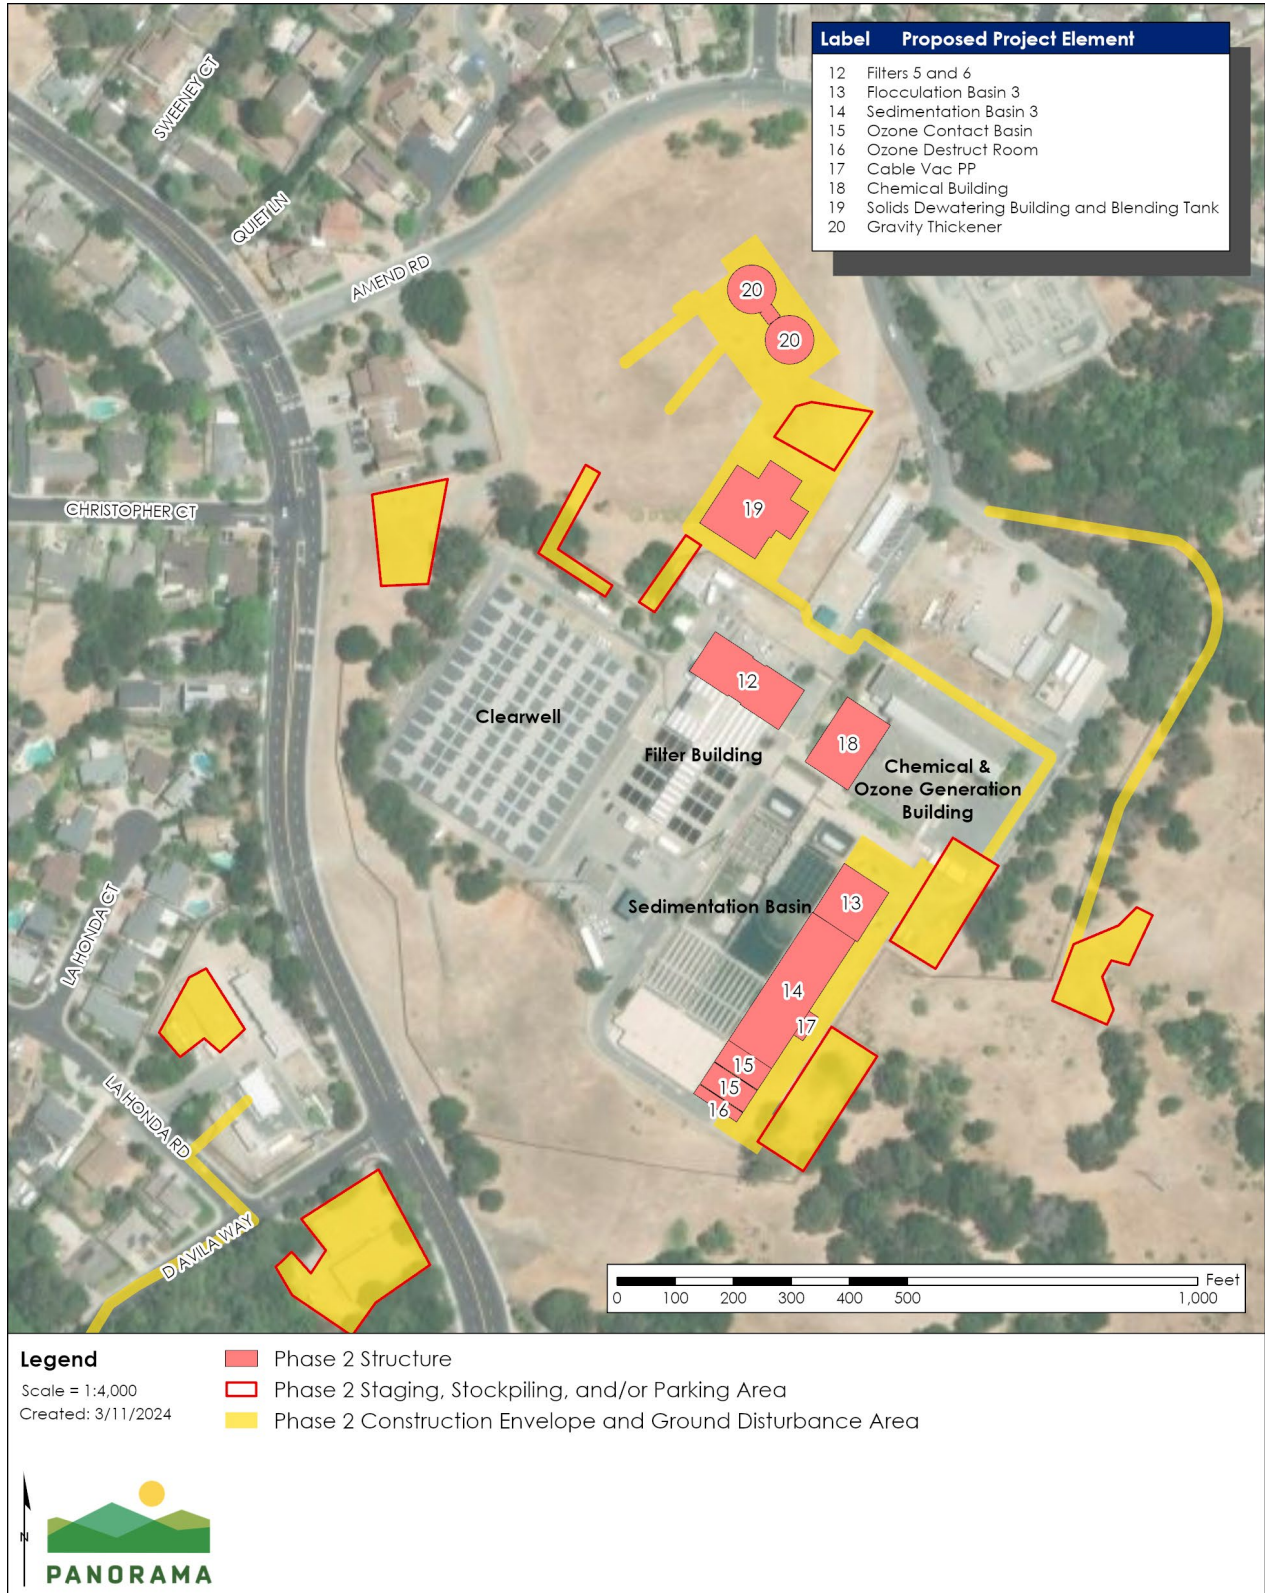 Label Proposed Project Element
12 Filters 5 and 6
13 Flocculation Basin 3
14 Sedimentation Basin 3
15 Ozone Contact Basin
16 Ozone Destruct Room
17 Cable Vac PP
18 Chemical Building
19 Solids Dewatering Building and Blending Tank
20 Gravity Thickener
SWEENEY CT
QUIET LN
AMEND RD
20
20
CHRISTOPHER CT
19
12
Clearwell
18
Filter Building
Chemical &
Ozone Generation
Building
13
Sedimentation Basin
LA HONDA CT
14
17
15
15
16
LA HONDA RD
D AVILA WAY
Feet
0 100 200 300 400 500 1,000
Legend
Scale = 1:4,000
Created: 3/11/2024
Phase 2 Structure
Phase 2 Staging, Stockpiling, and/or Parking Area
Phase 2 Construction Envelope and Ground Disturbance Area
N
PANORAMA